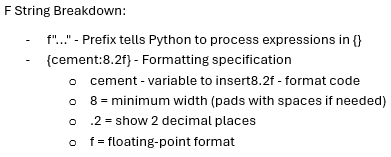 F String Breakdown:
- f"..." - Prefix tells Python to process expressions in {}
- {cement:8.2f} - Formatting specification
o cement - variable to insert8.2f - format code
o 8 = minimum width (pads with spaces if needed)
o .2 = show 2 decimal places
o f = floating-point format